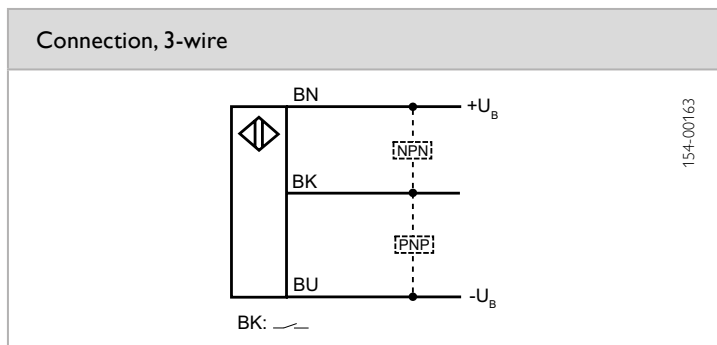 Connection, 3-wire
BN
+U_B
NPN
BK
PNP
BU
-U_B
BK:
154-00163